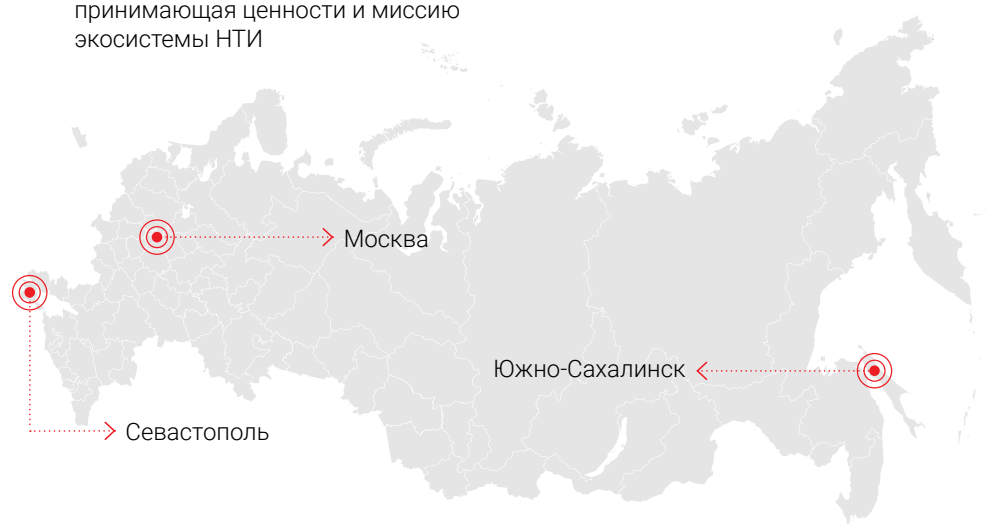 принимающая ценности и миссию
экосистемы НТИ
Москва
Южно-Сахалинск
Севастополь